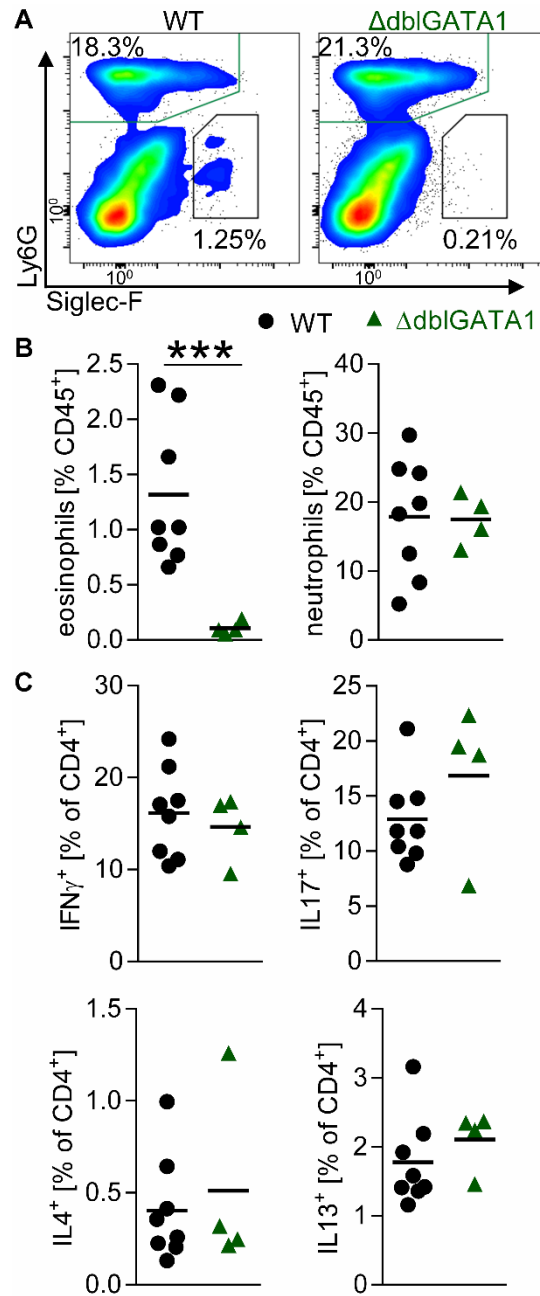 A
WT
ΔdblGATA1
18.3%
21.3%
10⁰
1.25%
0.21%
Ly6G
10⁰
10⁰
Siglec-F
● WT ▲ ΔdblGATA1
B
***
eosinophils [% CD45⁺]
2.5
2.0
1.5
1.0
0.5
0.0
neutrophils [% CD45⁺]
40
30
20
10
0
C
IFNγ⁺ [% of CD4⁺]
30
20
10
0
IL17⁺ [% of CD4⁺]
25
20
15
10
5
0
IL4⁺ [% of CD4⁺]
1.5
1.0
0.5
0.0
IL13⁺ [% of CD4⁺]
4
3
2
1
0